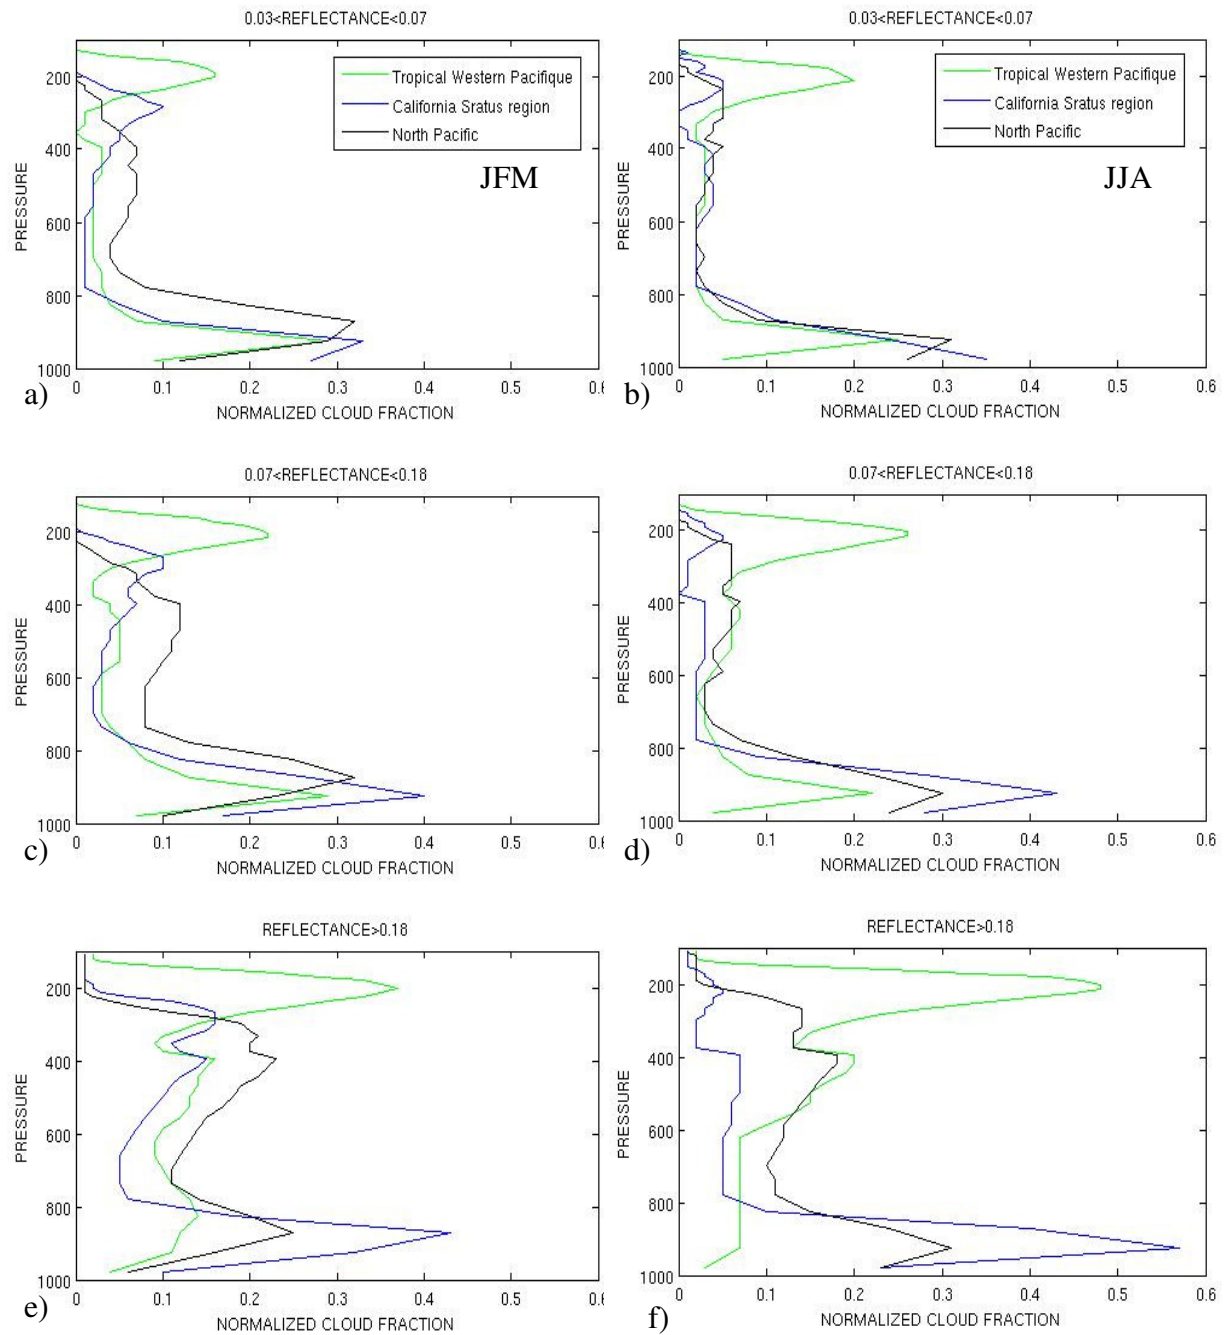 0.03<REFLECTANCE<0.07
PRESSURE
200
400
600
800
1000
Tropical Western Pacifique
California Sratus region
North Pacific
JFM
0
0.1
0.2
0.3
0.4
0.5
0.6
NORMALIZED CLOUD FRACTION
a)
0.03<REFLECTANCE<0.07
PRESSURE
200
400
600
800
1000
Tropical Western Pacifique
California Sratus region
North Pacific
JJA
0
0.1
0.2
0.3
0.4
0.5
0.6
NORMALIZED CLOUD FRACTION
b)
0.07<REFLECTANCE<0.18
PRESSURE
200
400
600
800
1000
0
0.1
0.2
0.3
0.4
0.5
0.6
NORMALIZED CLOUD FRACTION
c)
0.07<REFLECTANCE<0.18
PRESSURE
200
400
600
800
1000
0
0.1
0.2
0.3
0.4
0.5
0.6
NORMALIZED CLOUD FRACTION
d)
REFLECTANCE>0.18
PRESSURE
200
400
600
800
1000
0
0.1
0.2
0.3
0.4
0.5
0.6
NORMALIZED CLOUD FRACTION
e)
REFLECTANCE>0.18
PRESSURE
200
400
600
800
1000
0
0.1
0.2
0.3
0.4
0.5
0.6
NORMALIZED CLOUD FRACTION
f)